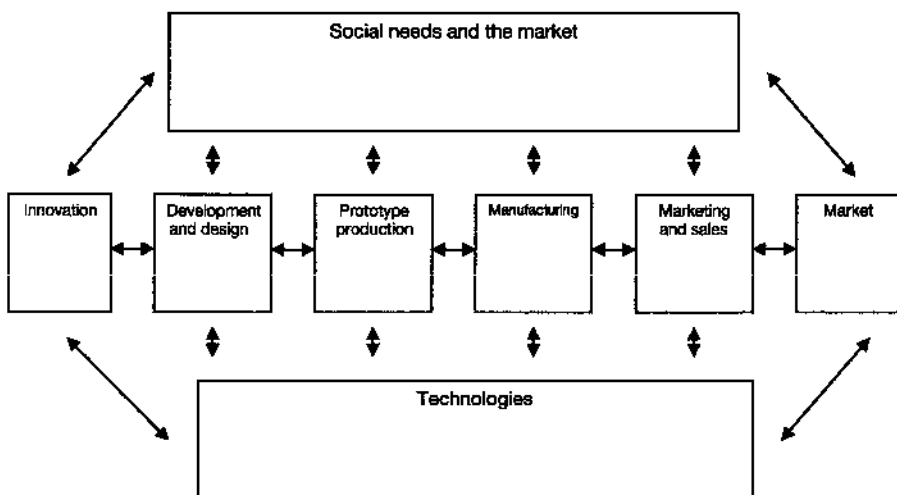 Social needs and the market
Innovation
Development
and design
Prototype
production
Manufacturing
Marketing
and sales
Market
Technologies